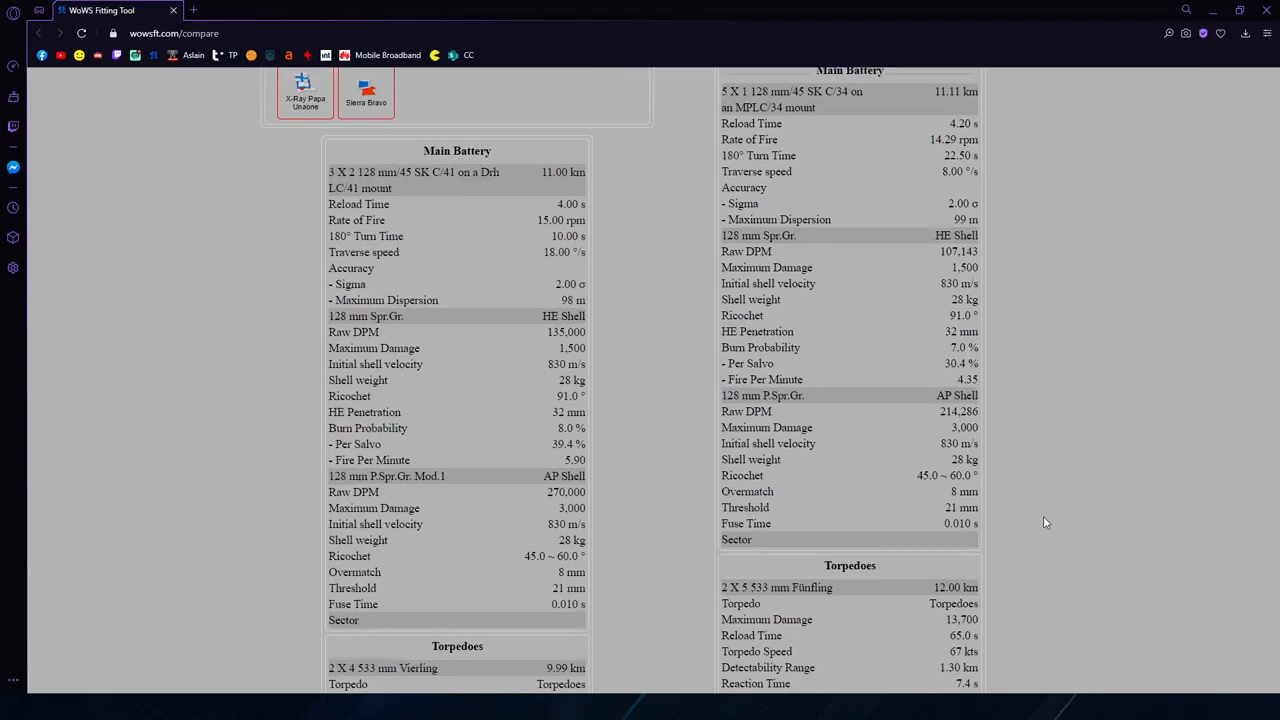 WoWS Fitting Tool
wowsft.com/compare
Aslain
TP
Mobile Broadband
CC
X-Ray Papa
Unaone
Sierra Bravo
Main Battery
3 X 2 128 mm/45 SK C/41 on a Drh 11.00 km
LC/41 mount
Reload Time 4.00 s
Rate of Fire 15.00 rpm
180° Turn Time 10.00 s
Traverse speed 18.00 °/s
Accuracy
- Sigma 2.00 σ
- Maximum Dispersion 98 m
128 mm Spr.Gr. HE Shell
Raw DPM 135,000
Maximum Damage 1,500
Initial shell velocity 830 m/s
Shell weight 28 kg
Ricochet 91.0 °
HE Penetration 32 mm
Burn Probability 8.0 %
- Per Salvo 39.4 %
- Fire Per Minute 5.90
128 mm P.Spr.Gr. Mod.1 AP Shell
Raw DPM 270,000
Maximum Damage 3,000
Initial shell velocity 830 m/s
Shell weight 28 kg
Ricochet 45.0 ~ 60.0 °
Overmatch 8 mm
Threshold 21 mm
Fuse Time 0.010 s
Sector
Torpedoes
2 X 4 533 mm Vierling 9.99 km
Torpedo Torpedoes
Main Battery
5 X 1 128 mm/45 SK C/34 on 11.11 km
an MPLC/34 mount
Reload Time 4.20 s
Rate of Fire 14.29 rpm
180° Turn Time 22.50 s
Traverse speed 8.00 °/s
Accuracy
- Sigma 2.00 σ
- Maximum Dispersion 99 m
128 mm Spr.Gr. HE Shell
Raw DPM 107,143
Maximum Damage 1,500
Initial shell velocity 830 m/s
Shell weight 28 kg
Ricochet 91.0 °
HE Penetration 32 mm
Burn Probability 7.0 %
- Per Salvo 30.4 %
- Fire Per Minute 4.35
128 mm P.Spr.Gr. AP Shell
Raw DPM 214,286
Maximum Damage 3,000
Initial shell velocity 830 m/s
Shell weight 28 kg
Ricochet 45.0 ~ 60.0 °
Overmatch 8 mm
Threshold 21 mm
Fuse Time 0.010 s
Sector
Torpedoes
2 X 5 533 mm Fünfling 12.00 km
Torpedo Torpedoes
Maximum Damage 13,700
Reload Time 65.0 s
Torpedo Speed 67 kts
Detectability Range 1.30 km
Reaction Time 7.4 s